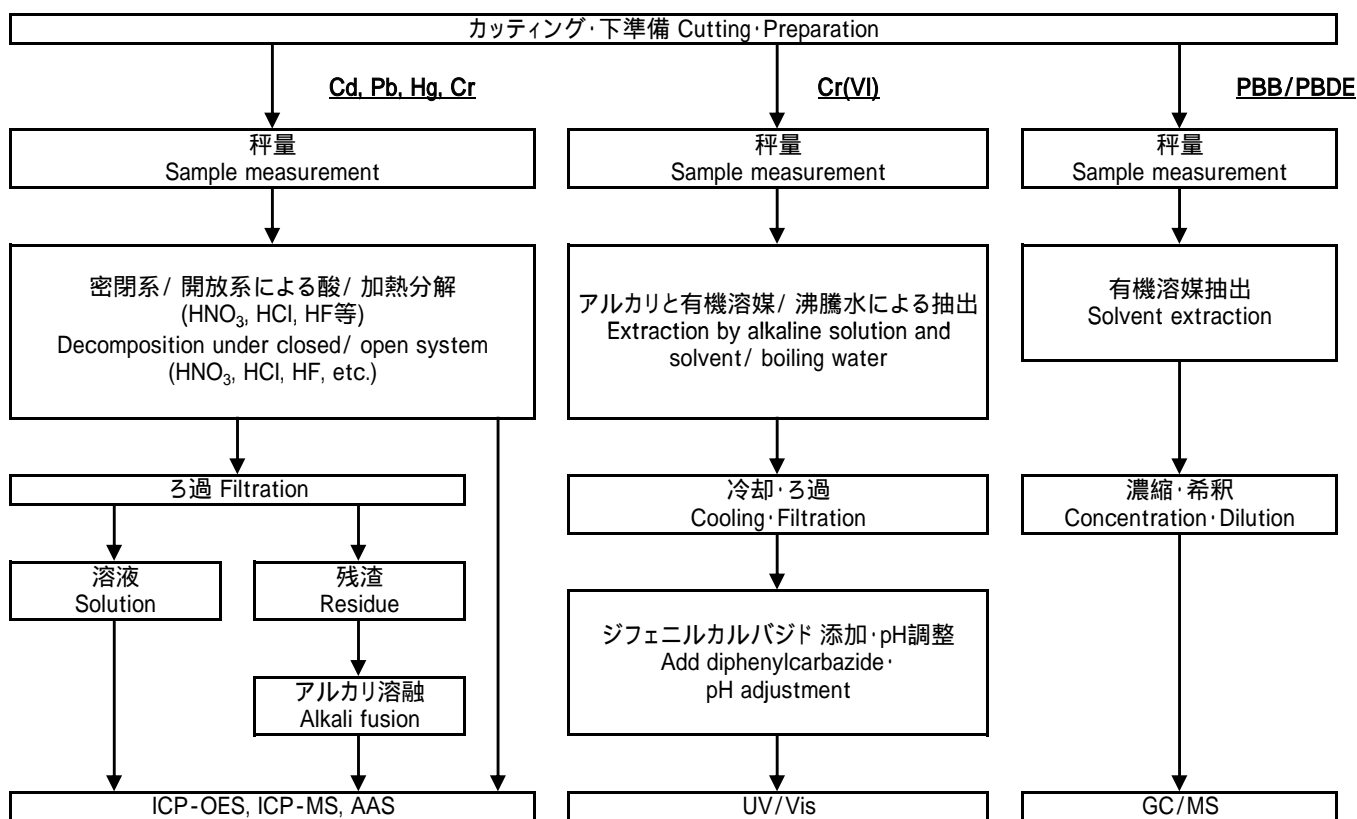 カッティング・下準備 Cutting・Preparation
Cd, Pb, Hg, Cr
Cr(VI)
PBB/PBDE
秤量
Sample measurement
秤量
Sample measurement
秤量
Sample measurement
密閉系/ 開放系による酸/ 加熱分解
(HNO₃, HCl, HF等)
Decomposition under closed/ open system
(HNO₃, HCl, HF, etc.)
アルカリと有機溶媒/ 沸騰水による抽出
Extraction by alkaline solution and
solvent/ boiling water
有機溶媒抽出
Solvent extraction
ろ過 Filtration
冷却・ろ過
Cooling・Filtration
濃縮・希釈
Concentration・Dilution
溶液
Solution
残渣
Residue
アルカリ溶融
Alkali fusion
ジフェニルカルバジド 添加・pH調整
Add diphenylcarbazide・
pH adjustment
ICP-OES, ICP-MS, AAS
UV/Vis
GC/MS